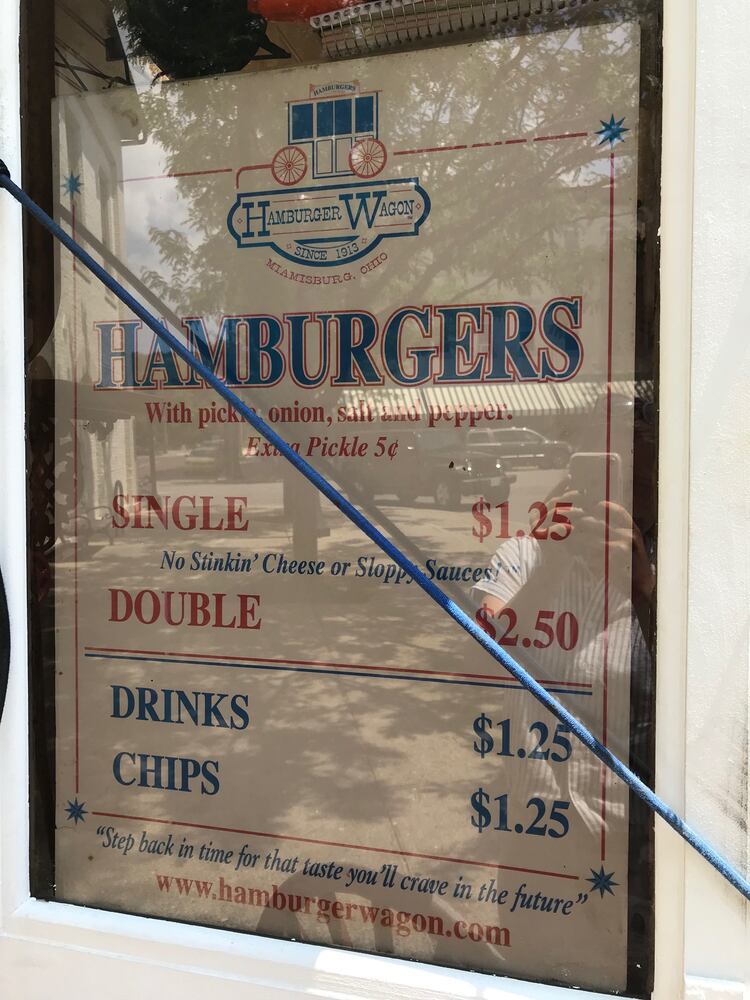 HAMBURGERS
HAMBURGER WAGON
SINCE 1913
MIAMISBURG, OHIO
HAMBURGERS
With pickle, onion, salt and pepper.
Extra Pickle 5¢
SINGLE $1.25
No Stinkin' Cheese or Sloppy Sauces! ™
DOUBLE $2.50
DRINKS $1.25
CHIPS $1.25
"Step back in time for that taste you'll crave in the future"
www.hamburgerwagon.com